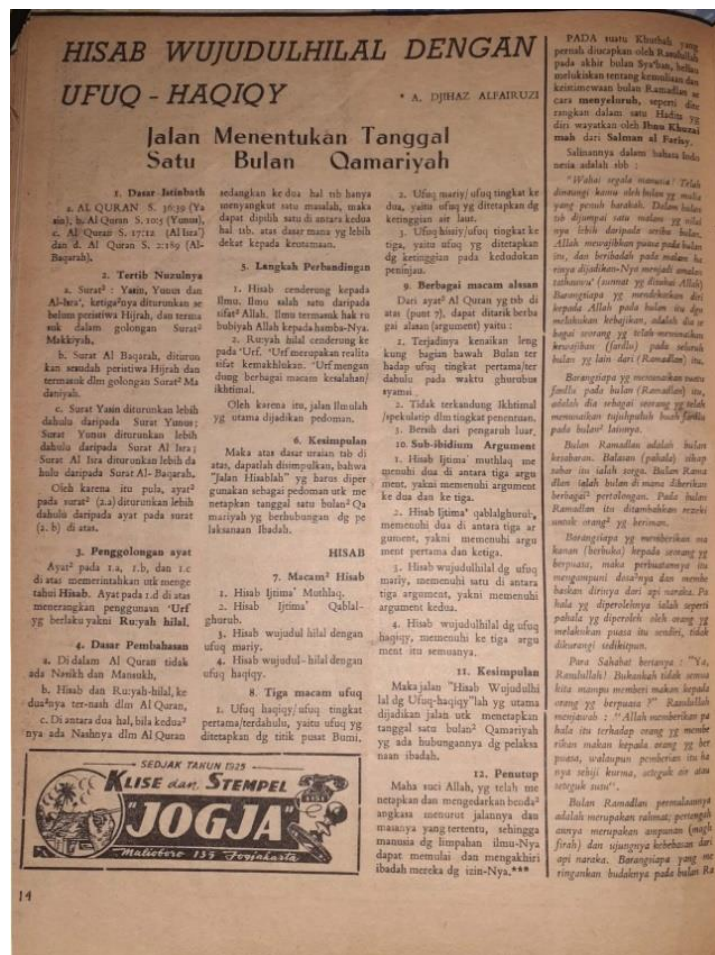 HISAB WUJUDULHILAL DENGAN
UFUQ - HAQIQY
* A. DJIHAZ ALFAIRUZI
Jalan Menentukan Tanggal
Satu Bulan Qamariyah
1. Dasar Istinbath
a. AL QURAN S. 36:39 (Ya
sin), b. Al Quran S. 10:5 (Yunus),
c. Al Quran S. 17:12 (Al Isra')
dan d. Al Quran S. 2:189 (Al-
Baqarah).
2. Tertib Nuzulnya
a. Surat² : Yasin, Yunus dan
Al-Isra', ketiga²nya diturunkan se
belum peristiwa Hijrah, dan terma
suk dalam golongan Surat²
Makkiyah,
b. Surat Al Baqarah, diturun
kan sesudah peristiwa Hijrah dan
termasuk dlm golongan Surat² Ma
daniyah.
c. Surat Yasin diturunkan lebih
dahulu daripada Surat Yunus;
Surat Yunus diturunkan lebih
dahulu daripada Surat Al Isra;
Surat Al Isra diturunkan lebih da
hulu daripada Surat Al- Baqarah.
Oleh karena itu pula, ayat²
pada surat² (2.a) diturunkan lebih
dahulu daripada ayat pada surat
(2. b) di atas.
3. Penggolongan ayat
Ayat² pada 1.a, 1.b, dan 1.c
di atas memerintahkan utk menge
tahui Hisab. Ayat pada 1.d di atas
menerangkan penggunaan 'Urf
yg berlaku yakni Ru:yah hilal.
4. Dasar Pembahasan
a. Di dalam Al Quran tidak
ada Nasikh dan Mansukh,
b. Hisab dan Ru:yah-hilal, ke
dua²nya ter-nash dlm Al Quran,
c. Di antara dua hal, bila kedua²
nya ada Nashnya dlm Al Quran
sedangkan ke dua hal tsb hanya
menyangkut satu masalah, maka
dapat dipilih satu di antara kedua
hal tsb. atas dasar mana yg lebih
dekat kepada keutamaan.
5. Langkah Perbandingan
1. Hisab cenderung kepada
Ilmu. Ilmu salah satu daripada
sifat² Allah. Ilmu termasuk hak ru
bubiyah Allah kepada hamba-Nya.
2. Ru:yah hilal cenderung ke
pada 'Urf. 'Urf merupakan realita
sifat kemakhlukan. 'Urf mengan
dung berbagai macam kesalahan/
ikhtimal.
Oleh karena itu, jalan Ilmulah
yg utama dijadikan pedoman.
6. Kesimpulan
Maka atas dasar uraian tsb di
atas, dapatlah disimpulkan, bahwa
"Jalan Hisablah" yg harus diper
gunakan sebagai pedoman utk me
netapkan tanggal satu bulan² Qa
mariyah yg berhubungan dg pe
laksanaan Ibadah.
HISAB
7. Macam² Hisab
1. Hisab Ijtima' Muthlaq.
2. Hisab Ijtima' Qablal-
ghurub.
3. Hisab wujudul hilal dengan
ufuq mariy.
4. Hisab wujudul-hilal dengan
ufuq haqiqy.
8. Tiga macam ufuq
1. Ufuq haqiqy/ufuq tingkat
pertama/terdahulu, yaitu ufuq yg
ditetapkan dg titik pusat Bumi.
2. Ufuq mariy/ ufuq tingkat ke
dua, yaitu ufuq yg ditetapkan dg
ketinggian air laut.
3. Ufuq hissiy/ufuq tingkat ke
tiga, yaitu ufuq yg ditetapkan
dg ketinggian pada kedudukan
peninjau.
9. Berbagai macam alasan
Dari ayat² Al Quran yg tsb di
atas (punt 7), dapat ditarik berba
gai alasan (argument) yaitu :
1. Terjadinya kenaikan leng
kung bagian bawah Bulan ter
hadap ufuq tingkat pertama/ter
dahulu pada waktu ghurubus
syamsi.
2. Tidak terkandung Ikhtimal
/spekulatip dlm tingkat penentuan.
3. Bersih dari pengaruh luar.
10. Sub-ibidium Argument
1. Hisab Ijtima' muthlaq me
menuhi dua di antara tiga argu
ment, yakni memenuhi argument
ke dua dan ke tiga.
2. Hisab Ijtima' qablalghurub,
memenuhi dua di antara tiga ar
gument, yakni memenuhi argu
ment pertama dan ketiga.
3. Hisab wujudulhilal dg ufuq
mariy, memenuhi satu di antara
tiga argument, yakni memenuhi
argument kedua.
4. Hisab wujudulhilal dg ufuq
haqiqy, memenuhi ke tiga argu
ment itu semuanya.
11. Kesimpulan
Maka jalan "Hisab Wujudulhi
lal dg Ufuq-haqiqy"lah yg utama
dijadikan jalan utk menetapkan
tanggal satu bulan² Qamariyah
yg ada hubungannya dg pelaksa
naan ibadah.
12. Penutup
Maha suci Allah, yg telah me
netapkan dan mengedarkan benda²
angkasa menurut jalannya dan
masanya yg tertentu, sehingga
manusia dg limpahan ilmu-Nya
dapat memulai dan mengakhiri
ibadah mereka dg izin-Nya.***
SEDJAK TAHUN 1925
KLISE dan STEMPEL
"JOGJA"
Malioboro 133 Jogjakarta
PADA suatu Khutbah yang
pernah diucapkan oleh Rasulullah
pada akhir bulan Sya'ban, beliau
melukiskan tentang kemuliaan dan
keistimewaan bulan Ramadlan se
cara menyeluruh, seperti dite
rangkan dalam satu Hadits yg
diri wayatkan oleh Ibnu Khuzai
mah dari Salman al Farisy.
Salinannya dalam bahasa Indo
nesia adalah sbb :
"Wahai segala manusia! Telah
dinaungi kamu oleh bulan yg mulia
yang penuh barakah. Dalam bulan
tsb dijumpai satu malam yg nilai
nya lebih daripada seribu bulan.
Allah mewajibkan puasa pada bulan
itu, dan beribadah pada malam ha
rinya dijadikan-Nya menjadi amalan
tathawwu' (sunnat yg disukai Allah)
Barangsiapa yg mendekatkan diri
kepada Allah pada bulan itu dgn
melakukan kebajikan, adalah dia se
bagai seorang yg telah menunaikan
kewajiban (fardlu) pada seluruh
bulan yg lain dari (Ramadlan) itu.
Barangsiapa yg menunaikan suatu
fardlu pada bulan (Ramadlan) itu,
adalah dia sebagai seorang yg telah
menunaikan tujuhpuluh buah fardlu
pada bulan² lainnya.
Bulan Ramadlan adalah bulan
kesabaran. Balasan (pahala) sikap
sabar itu ialah sorga. Bulan Rama
dlan ialah bulan di mana diberikan
berbagai² pertolongan. Pada bulan
Ramadlan itu ditambahkan rezeki
untuk orang² yg beriman.
Barangsiapa yg memberikan ma
kanan (berbuka) kepada seorang yg
berpuasa, maka perbuatannya itu
mengampuni dosa²nya dan membe
baskan dirinya dari api naraka. Pa
hala yg diperolehnya ialah seperti
pahala yg diperoleh oleh orang yg
melakukan puasa itu sendiri, tidak
dikurangi sedikitpun.
Para Sahabat bertanya : "Ya,
Rasulullah! Bukankah tidak semua
kita mampu memberi makan kepada
orang yg berpuasa ?" Rasulullah
menjawab : "Allah memberikan pa
hala itu terhadap orang yg membe
rikan makan kepada orang yg ber
puasa, walaupun pemberian itu ha
nya sebiji kurma, seteguk air atau
seteguk susu".
Bulan Ramadlan permulaannya
adalah merupakan rahmat; pertengah
annya merupakan ampunan (magh
firah) dan ujungnya kebebasan dari
api naraka. Barangsiapa yang me
ringankan budaknya pada bulan Ra
14